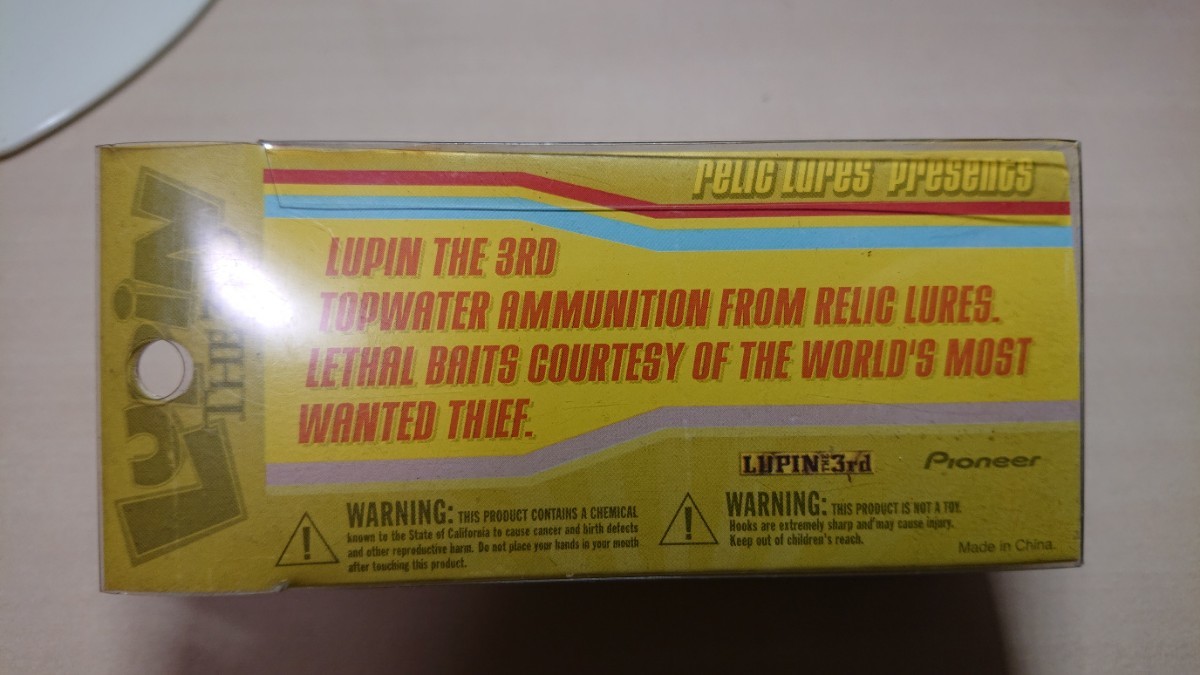 relic lures presents
LUPIN THE 3RD
TOPWATER AMMUNITION FROM RELIC LURES.
LETHAL BAITS COURTESY OF THE WORLD'S MOST
WANTED THIEF.
LUPIN THE 3rd
Pioneer
WARNING: THIS PRODUCT CONTAINS A CHEMICAL
known to the State of California to cause cancer and birth defects
and other reproductive harm. Do not place your hands in your mouth
after touching this product.
WARNING: THIS PRODUCT IS NOT A TOY.
Hooks are extremely sharp and may cause injury.
Keep out of children's reach.
Made in China.
LUPIN
THE